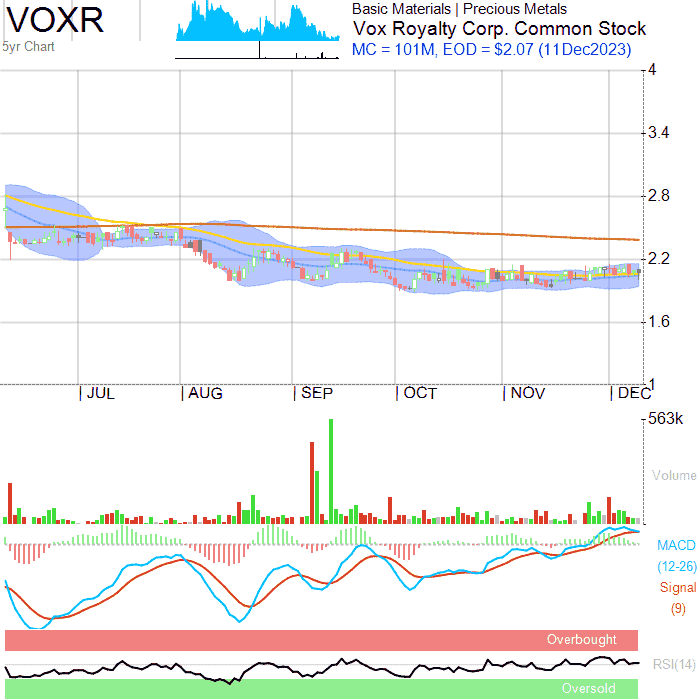 VOXR
5yr Chart
Basic Materials | Precious Metals
Vox Royalty Corp. Common Stock
MC = 101M, EOD = $2.07 (11Dec2023)
4
3.4
2.8
2.2
1.6
1
JUL
AUG
SEP
OCT
NOV
DEC
563k
Volume
MACD
(12-26)
Signal
(9)
Overbought
RSI(14)
Oversold